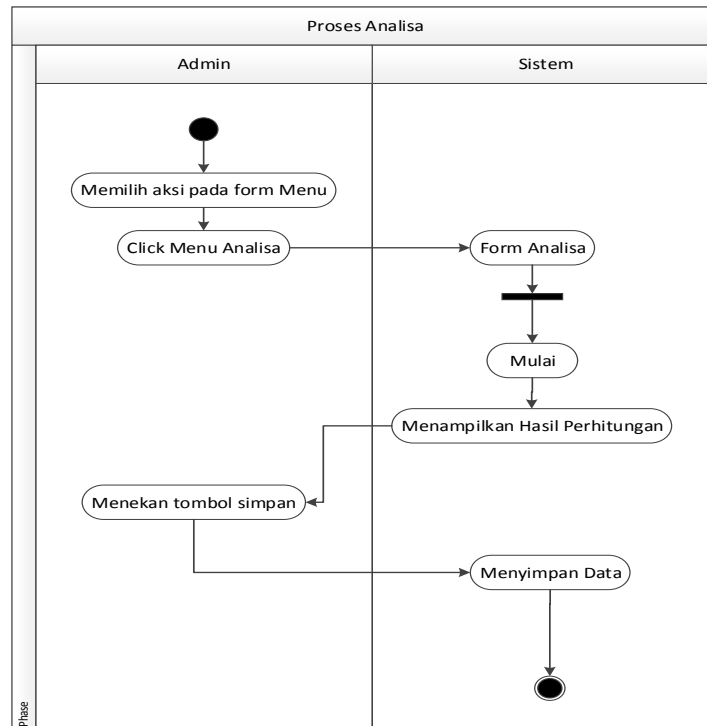 Proses Analisa
Admin
Sistem
Memilih aksi pada form Menu
Click Menu Analisa
Form Analisa
Mulai
Menampilkan Hasil Perhitungan
Menekan tombol simpan
Menyimpan Data
Phase